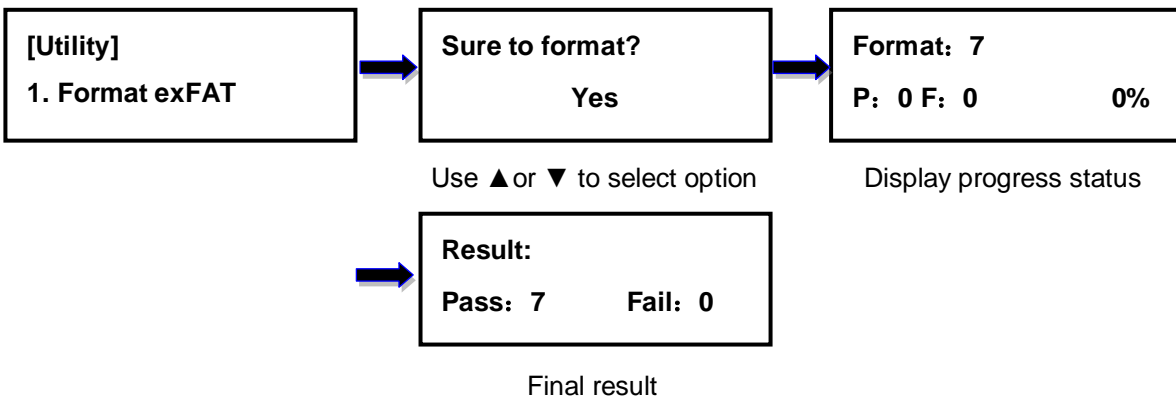 [Utility]
1. Format exFAT
Sure to format?
Yes
Format：7
P：0 F：0 0%
Use ▲or ▼ to select option
Display progress status
Result:
Pass：7 Fail：0
Final result